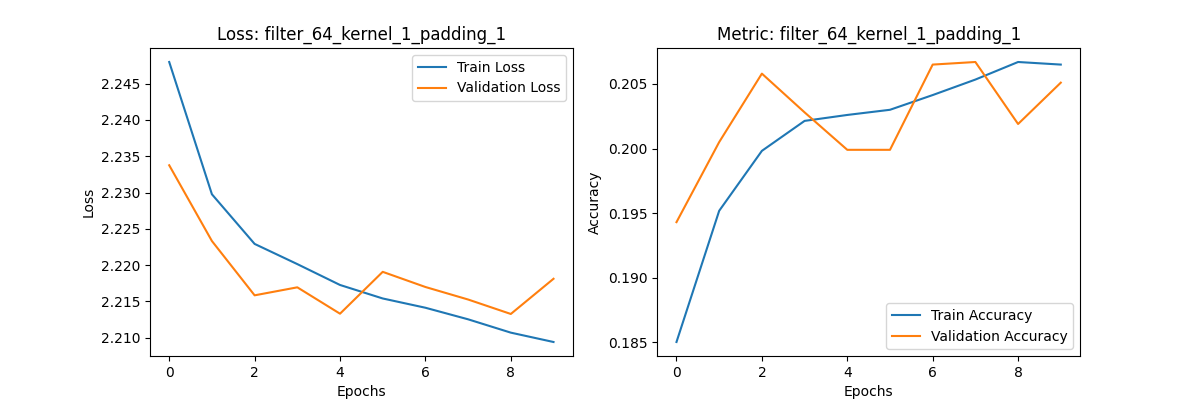 Loss: filter_64_kernel_1_padding_1
Train Loss
Validation Loss
2.245
2.240
2.235
2.230
2.225
2.220
2.215
2.210
Loss
0 2 4 6 8
Epochs
Metric: filter_64_kernel_1_padding_1
0.205
0.200
0.195
0.190
0.185
Accuracy
Train Accuracy
Validation Accuracy
0 2 4 6 8
Epochs